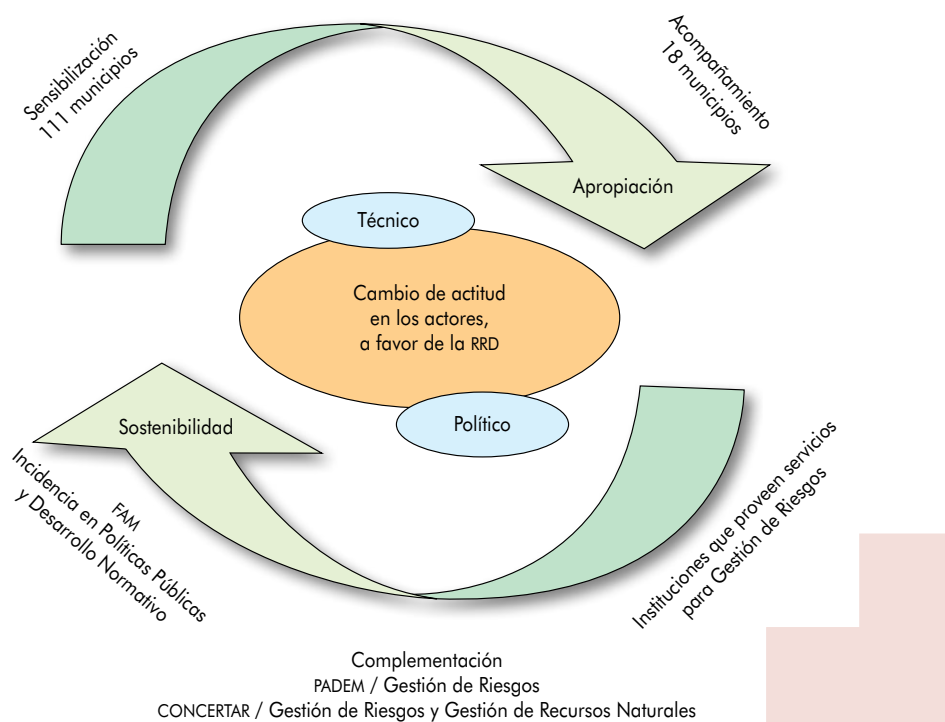 Sensibilización
111 municipios
Acompañamiento
18 municipios
Apropiación
Técnico
Cambio de actitud
en los actores,
a favor de la RRD
Político
Sostenibilidad
FAM
Incidencia en Políticas Públicas
y Desarrollo Normativo
Instituciones que proveen servicios
para Gestión de Riesgos
Complementación
PADEM / Gestión de Riesgos
CONCERTAR / Gestión de Riesgos y Gestión de Recursos Naturales